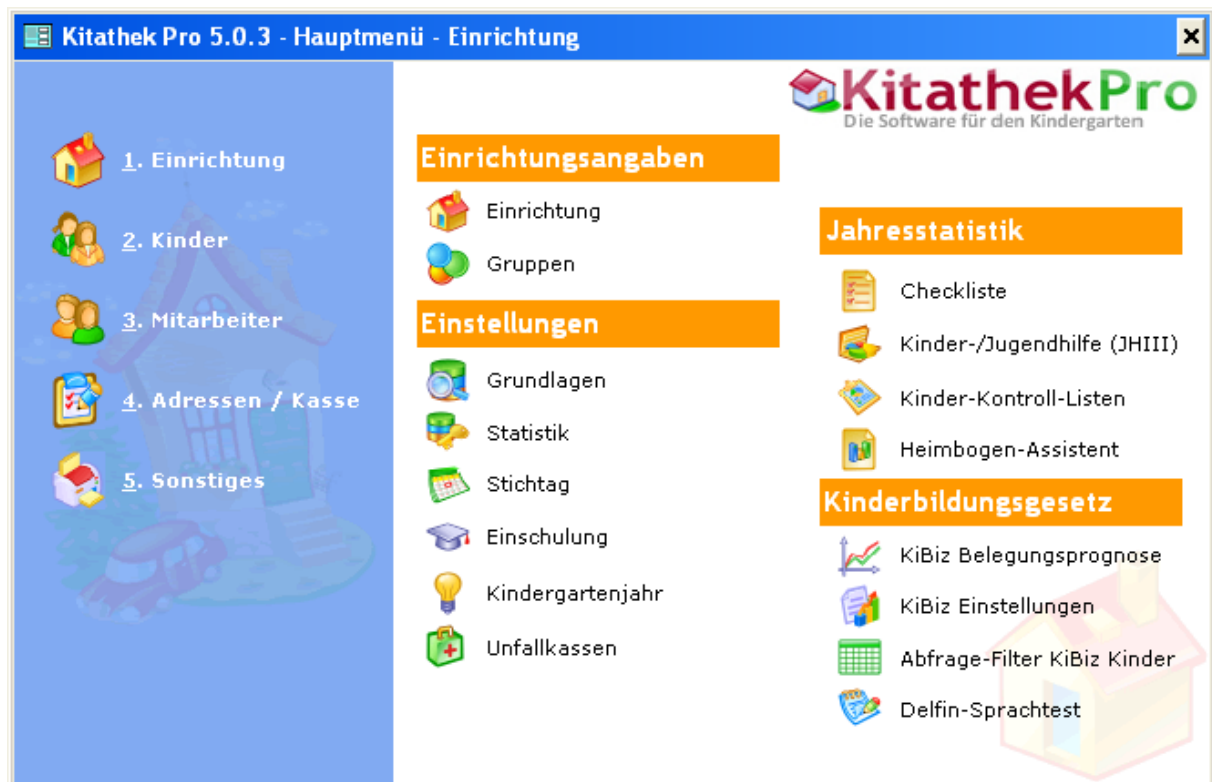 Kitathek Pro 5.0.3 - Hauptmenü - Einrichtung
KitathekPro
Die Software für den Kindergarten
1. Einrichtung
2. Kinder
3. Mitarbeiter
4. Adressen / Kasse
5. Sonstiges
Einrichtungsangaben
Einrichtung
Gruppen
Einstellungen
Grundlagen
Statistik
Stichtag
Einschulung
Kindergartenjahr
Unfallkassen
Jahresstatistik
Checkliste
Kinder-/Jugendhilfe (JHIII)
Kinder-Kontroll-Listen
Heimbogen-Assistent
Kinderbildungsgesetz
KiBiz Belegungsprognose
KiBiz Einstellungen
Abfrage-Filter KiBiz Kinder
Delfin-Sprachtest